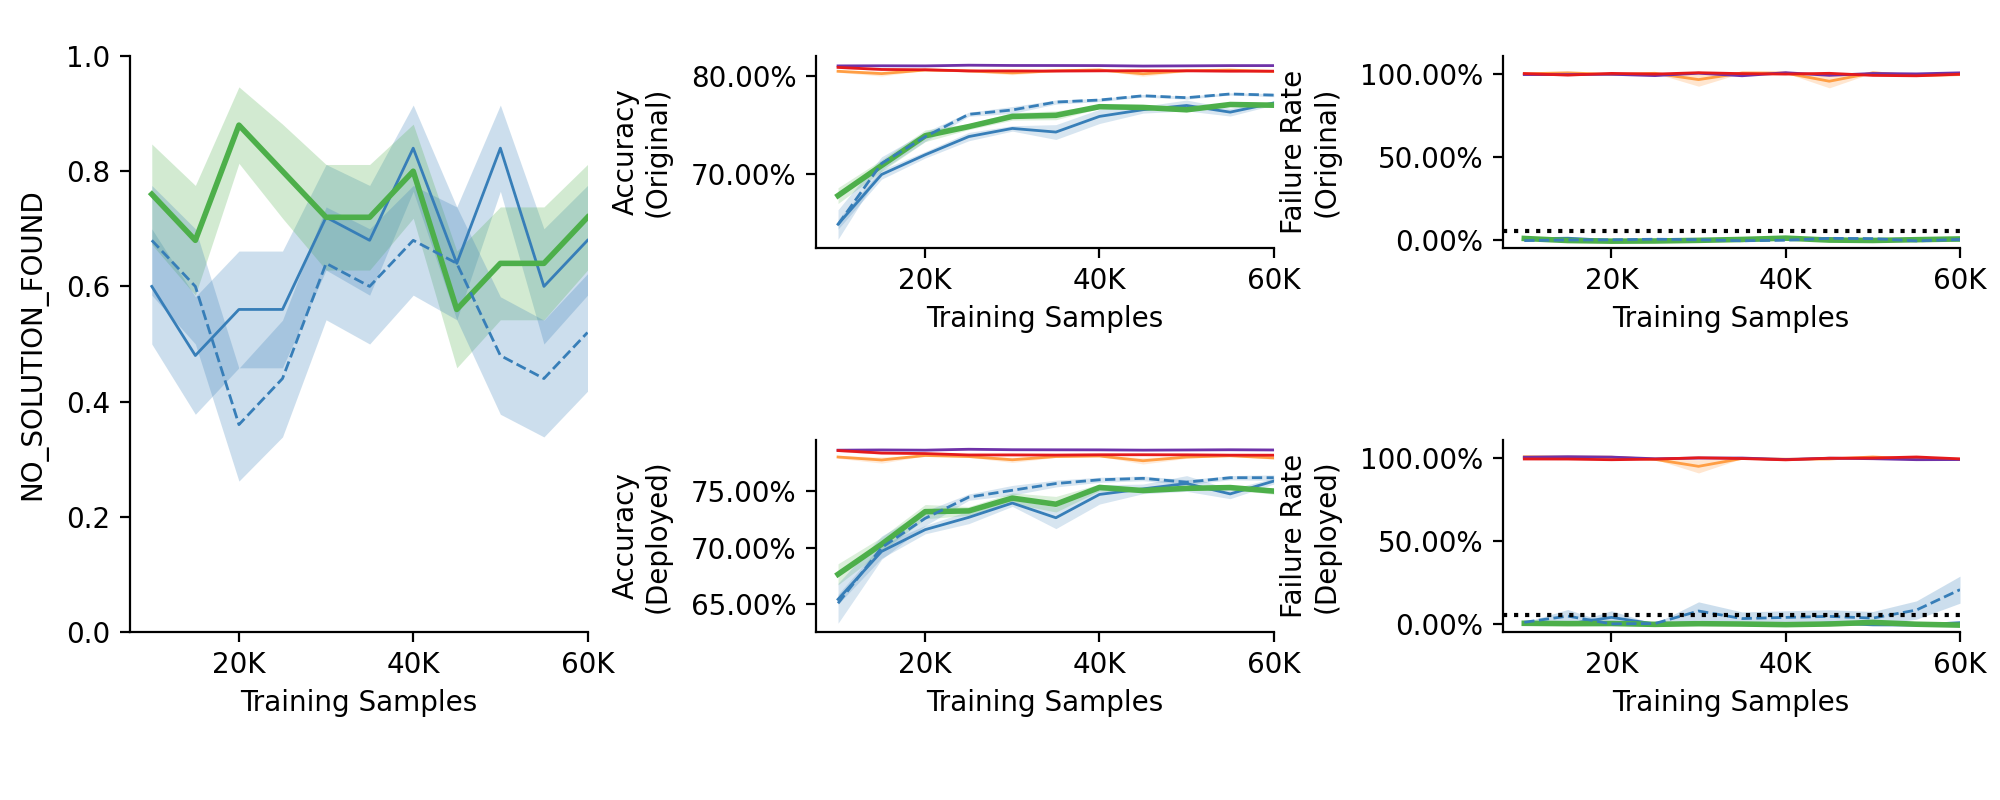 NO_SOLUTION_FOUND
1.0
0.8
0.6
0.4
0.2
0.0
20K 40K 60K
Training Samples
Accuracy
(Original)
80.00%
70.00%
20K 40K 60K
Training Samples
Failure Rate
(Original)
100.00%
50.00%
0.00%
20K 40K 60K
Training Samples
Accuracy
(Deployed)
75.00%
70.00%
65.00%
20K 40K 60K
Training Samples
Failure Rate
(Deployed)
100.00%
50.00%
0.00%
20K 40K 60K
Training Samples